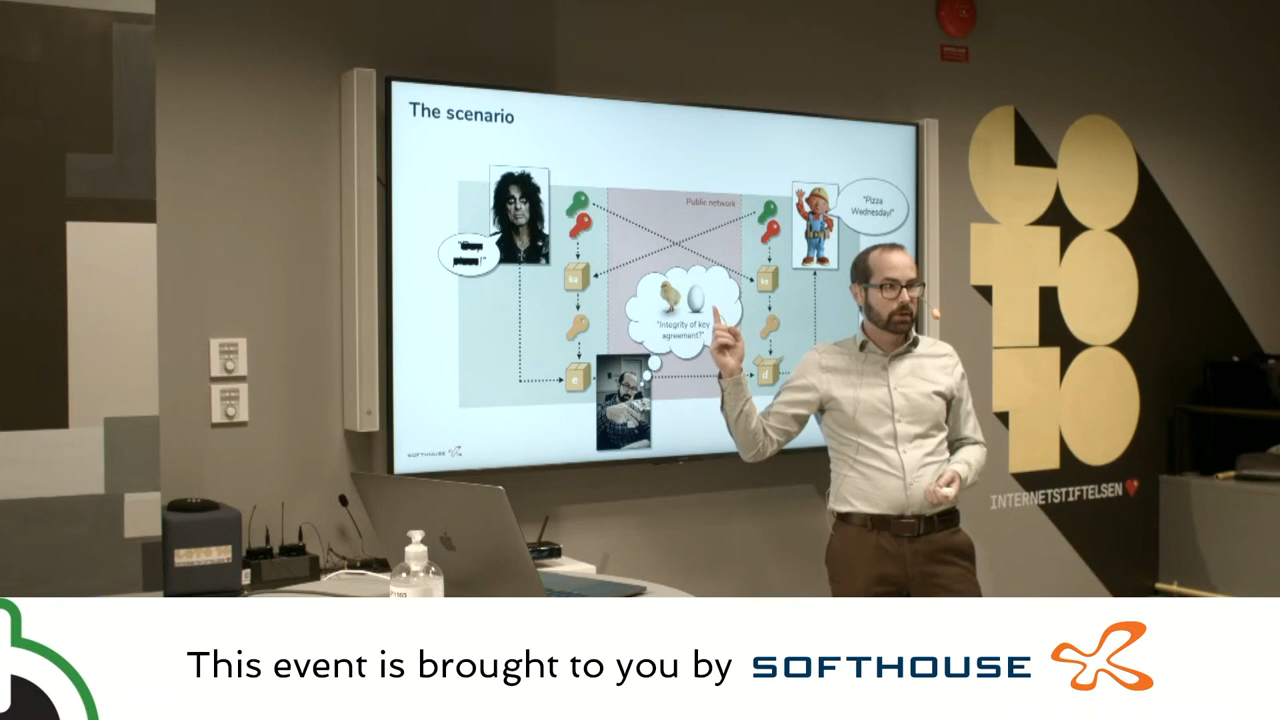 The scenario
Public network
"Pizza
Wednesday!"
ka
ka
"Integrity of key
agreement?"
e
d
SOFTHOUSE
INTERNETSTIFTELSEN
This event is brought to you by SOFTHOUSE